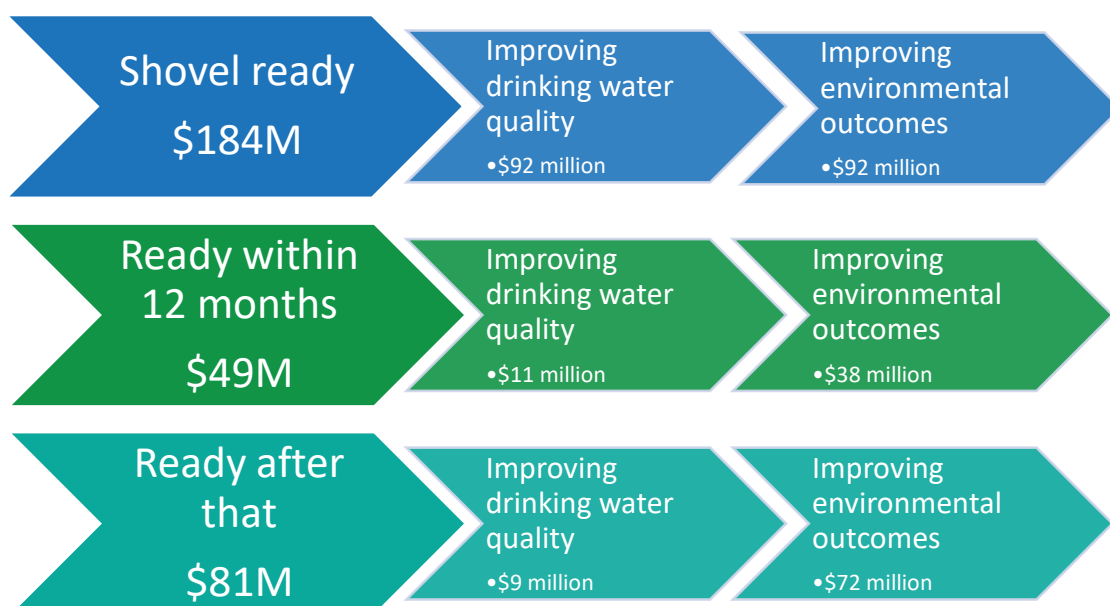 Shovel ready
$184M
Improving
drinking water
quality
•$92 million
Improving
environmental
outcomes
•$92 million
Ready within
12 months
$49M
Improving
drinking water
quality
•$11 million
Improving
environmental
outcomes
•$38 million
Ready after
that
$81M
Improving
drinking water
quality
•$9 million
Improving
environmental
outcomes
•$72 million